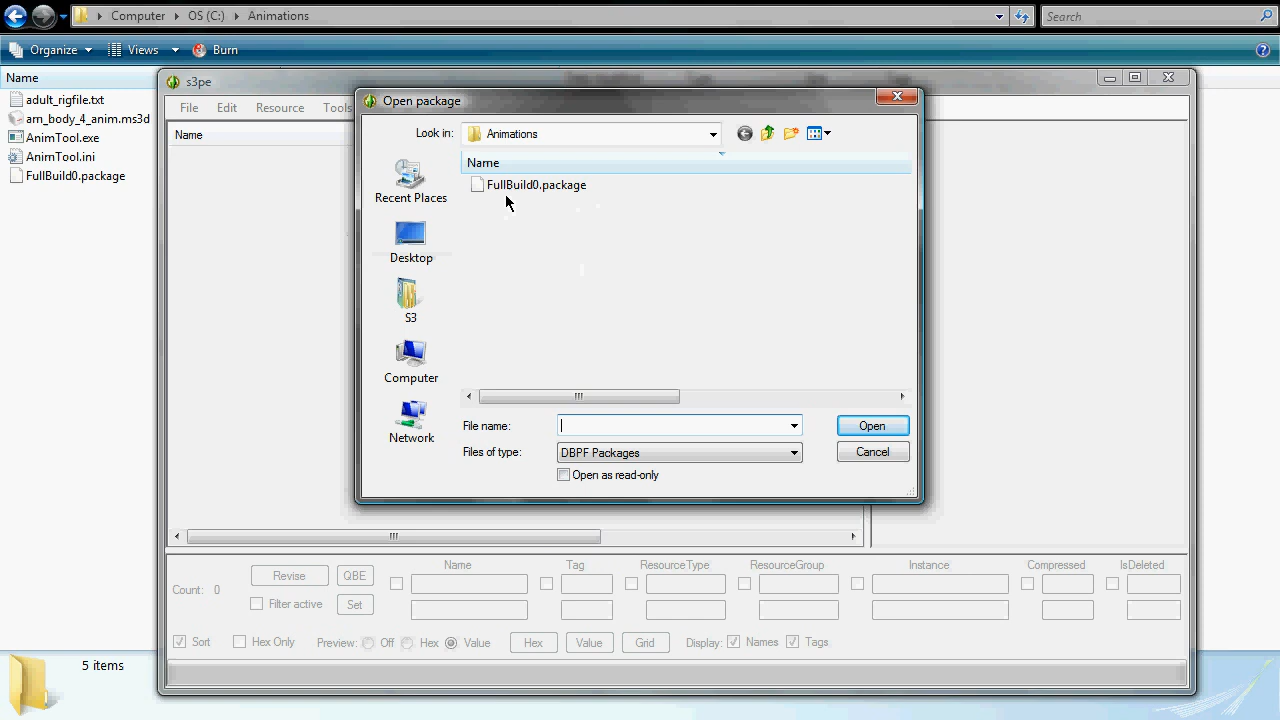 Computer OS (C:) Animations
Search
Organize Views Burn
Name
adult_rigfile.txt
am_body_4_anim.ms3d
AnimTool.exe
AnimTool.ini
FullBuild0.package
s3pe
File Edit Resource Tools
Name
Open package
Look in: Animations
Name
FullBuild0.package
Recent Places
Desktop
S3
Computer
Network
File name:
Open
Files of type: DBPF Packages
Cancel
Open as read-only
Name Tag ResourceType ResourceGroup Instance Compressed IsDeleted
Count: 0 Revise QBE
Filter active Set
Sort Hex Only Preview: Off Hex Value Hex Value Grid Display: Names Tags
5 items